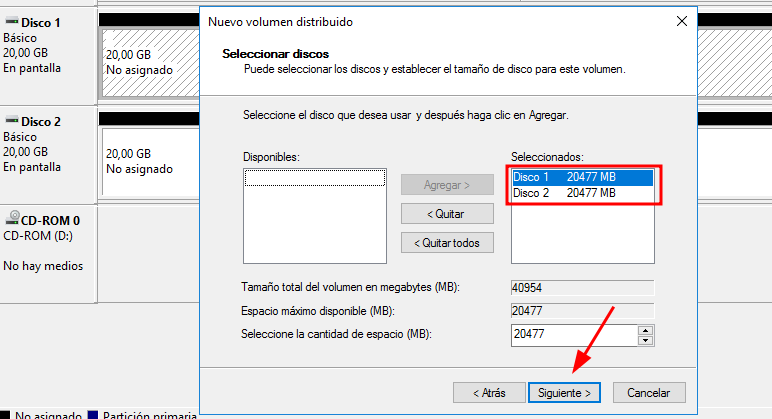 Disco 1
Básico
20,00 GB
En pantalla
20,00 GB
No asignado
Disco 2
Básico
20,00 GB
En pantalla
20,00 GB
No asignado
CD-ROM 0
CD-ROM (D:)
No hay medios
No asignado Partición primaria
Nuevo volumen distribuido
Seleccionar discos
Puede seleccionar los discos y establecer el tamaño de disco para este volumen.
Seleccione el disco que desea usar y después haga clic en Agregar.
Disponibles:
Seleccionados:
Agregar >
< Quitar
< Quitar todos
Disco 1 20477 MB
Disco 2 20477 MB
Tamaño total del volumen en megabytes (MB): 40954
Espacio máximo disponible (MB): 20477
Seleccione la cantidad de espacio (MB): 20477
< Atrás Siguiente > Cancelar